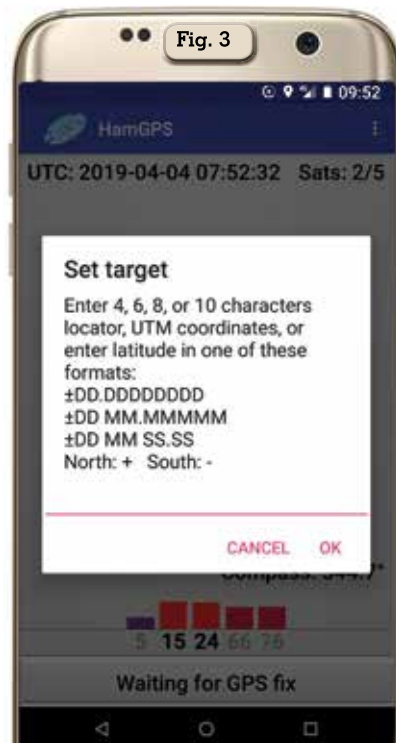 Fig. 3
09:52
HamGPS
UTC: 2019-04-04 07:52:32 Sats: 2/5
Set target
Enter 4, 6, 8, or 10 characters
locator, UTM coordinates, or
enter latitude in one of these
formats:
±DD.DDDDDDDD
±DD MM.MMMMM
±DD MM SS.SS
North: + South: -
CANCEL OK
5 15 24 66 76
Waiting for GPS fix